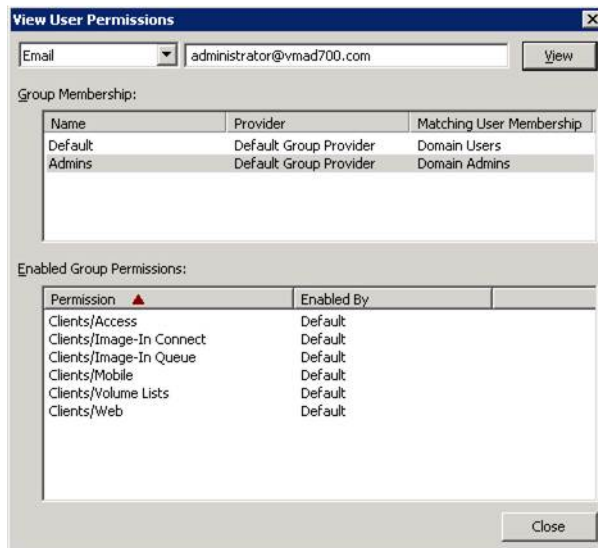 View User Permissions
Email administrator@vmad700.com View
Group Membership:
Name Provider Matching User Membership
Default Default Group Provider Domain Users
Admins Default Group Provider Domain Admins
Enabled Group Permissions:
Permission Enabled By
Clients/Access Default
Clients/Image-In Connect Default
Clients/Image-In Queue Default
Clients/Mobile Default
Clients/Volume Lists Default
Clients/Web Default
Close